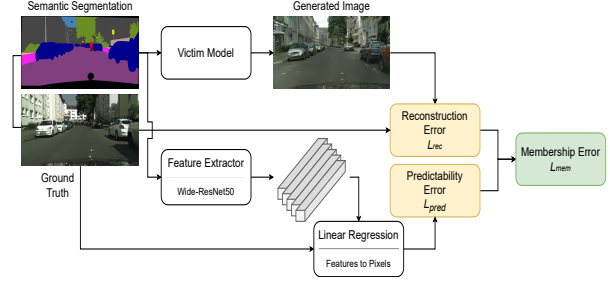 Semantic Segmentation
Generated Image
Victim Model
Reconstruction
Error
Lrec
Membership Error
Lmem
Feature Extractor
Wide-ResNet50
Predictability
Error
Lpred
Ground
Truth
Linear Regression
Features to Pixels